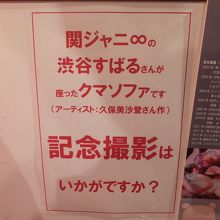 関ジャニ∞の
渋谷すばるさんが
座ったクマソファです
(アーティスト:久保美沙登さん作)
記念撮影は
いかがですか?